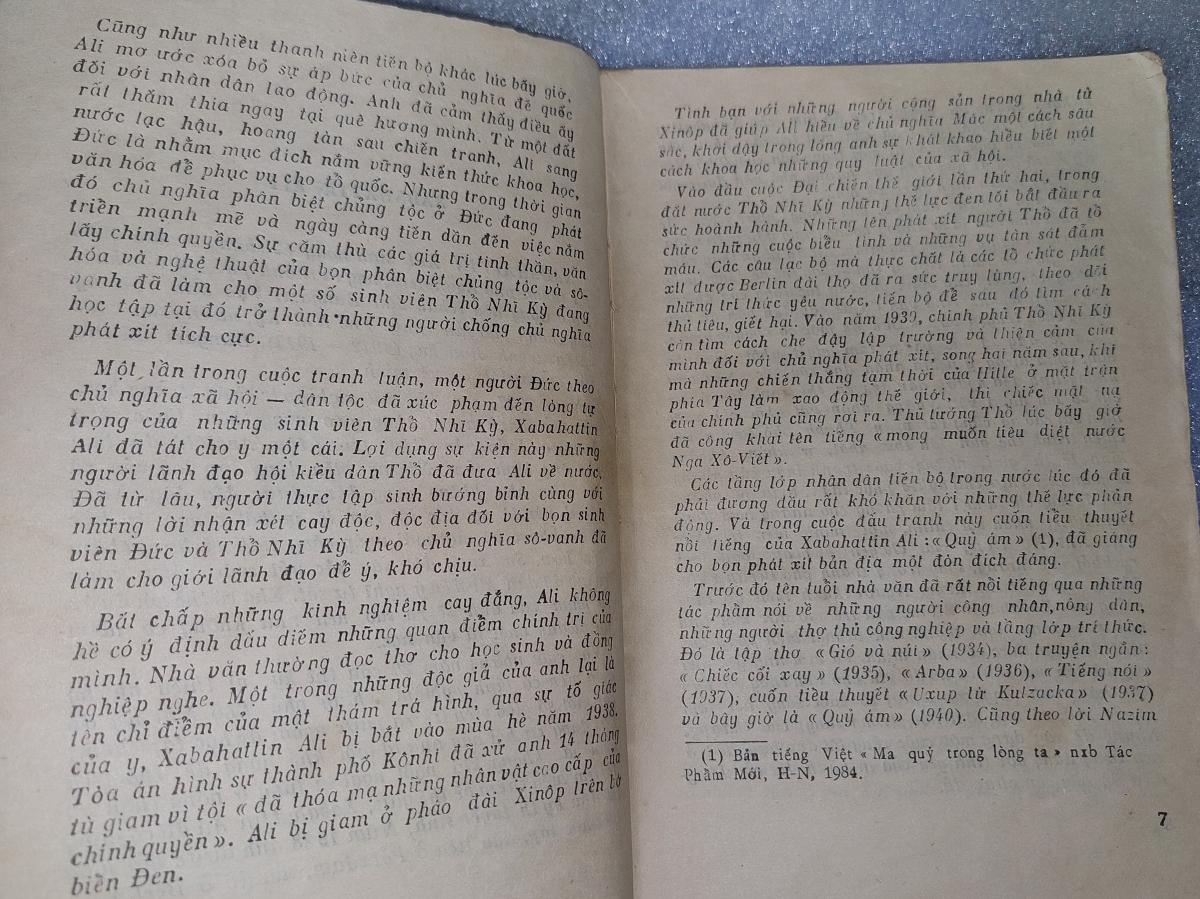 Cũng như nhiều thanh niên tiến bộ khác lúc bấy giờ,
Ali mơ ước xóa bỏ sự áp bức của chủ nghĩa đế quốc
đối với nhân dân lao động. Anh đã cảm thấy điều ấy
rất thấm thía ngay tại quê hương mình. Từ một đất
nước lạc hậu, hoang tàn sau chiến tranh, Ali sang
Đức là nhằm mục đích nắm vững kiến thức khoa học,
văn hóa để phục vụ cho tổ quốc. Nhưng trong thời gian
đó chủ nghĩa phân biệt chủng tộc ở Đức đang phát
triển mạnh mẽ và ngày càng tiến dần đến việc nắm
lấy chính quyền. Sự căm thù các giá trị tinh thần, văn
hóa và nghệ thuật của bọn phân biệt chủng tộc và sô-
vanh đã làm cho một số sinh viên Thổ Nhĩ Kỳ đang
học tập tại đó trở thành những người chống chủ nghĩa
phát xít tích cực.
Một lần trong cuộc tranh luận, một người Đức theo
chủ nghĩa xã hội — dân tộc đã xúc phạm đến lòng tự
trọng của những sinh viên Thổ Nhĩ Kỳ, Xabahattin
Ali đã tát cho y một cái. Lợi dụng sự kiện này những
người lãnh đạo hội kiều dân Thổ đã đưa Ali về nước.
Đã từ lâu, người thực tập sinh bướng bỉnh cùng với
những lời nhận xét cay độc, độc địa đối với bọn sinh
viên Đức và Thổ Nhĩ Kỳ theo chủ nghĩa sô-vanh đã
làm cho giới lãnh đạo để ý, khó chịu.
Bất chấp những kinh nghiệm cay đắng, Ali không
hề có ý định dấu diếm những quan điểm chính trị của
mình. Nhà văn thường đọc thơ cho học sinh và đồng
nghiệp nghe. Một trong những độc giả của anh lại là
tên chỉ điểm của mật thám trá hình, qua sự tố giác
của y, Xabahattin Ali bị bắt vào mùa hè năm 1938.
Tòa án hình sự thành phố Kônhi đã xử anh 14 tháng
tù giam vì tội « đã thóa mạ những nhân vật cao cấp của
chính quyền ». Ali bị giam ở pháo đài Xinốp trên bờ
biển Đen.
Tình bạn với những người cộng sản trong nhà tù
Xinốp đã giúp Ali hiểu về chủ nghĩa Mác một cách sâu
sắc, khơi dậy trong lòng anh sự khát khao hiểu biết một
cách khoa học những quy luật của xã hội.
Vào đầu cuộc Đại chiến thế giới lần thứ hai, trong
đất nước Thổ Nhĩ Kỳ những thế lực đen tối bắt đầu ra
sức hoành hành. Những tên phát xít người Thổ đã tổ
chức những cuộc biểu tình và những vụ tàn sát đẫm
máu. Các câu lạc bộ mà thực chất là các tổ chức phát
xít được Berlin đài thọ đã ra sức truy lùng, theo dõi
những trí thức yêu nước, tiến bộ để sau đó tìm cách
thủ tiêu, giết hại. Vào năm 1939, chính phủ Thổ Nhĩ Kỳ
còn tìm cách che đậy lập trường và thiện cảm của
mình đối với chủ nghĩa phát xít, song hai năm sau, khi
mà những chiến thắng tạm thời của Hitle ở mặt trận
phía Tây làm xao động thế giới, thì chiếc mặt nạ
của chính phủ cũng rơi ra. Thủ tướng Thổ lúc bấy giờ
đã công khai tên tiếng « mong muốn tiêu diệt nước
Nga Xô-Viết ».
Các tầng lớp nhân dân tiến bộ trong nước lúc đó đã
phải đương đầu rất khó khăn với những thế lực phản
động. Và trong cuộc đấu tranh này cuốn tiểu thuyết
nổi tiếng của Xabahattin Ali : « Quỷ ám » (1), đã giáng
cho bọn phát xít bản địa một đòn đích đáng.
Trước đó tên tuổi nhà văn đã rất nổi tiếng qua những
tác phẩm nói về những người công nhân, nông dân,
những người thợ thủ công nghiệp và tầng lớp trí thức.
Đó là tập thơ « Gió và núi » (1934), ba truyện ngắn :
« Chiếc cối xay » (1935), « Arba » (1936), « Tiếng nói »
(1937), cuốn tiểu thuyết « Uxup từ Kulzacka » (1937)
và bây giờ là « Quỷ ám » (1940). Cũng theo lời Nazim
(1) Bản tiếng Việt « Ma quỷ trong lòng ta » nxb Tác
Phẩm Mới, H-N, 1984.
7